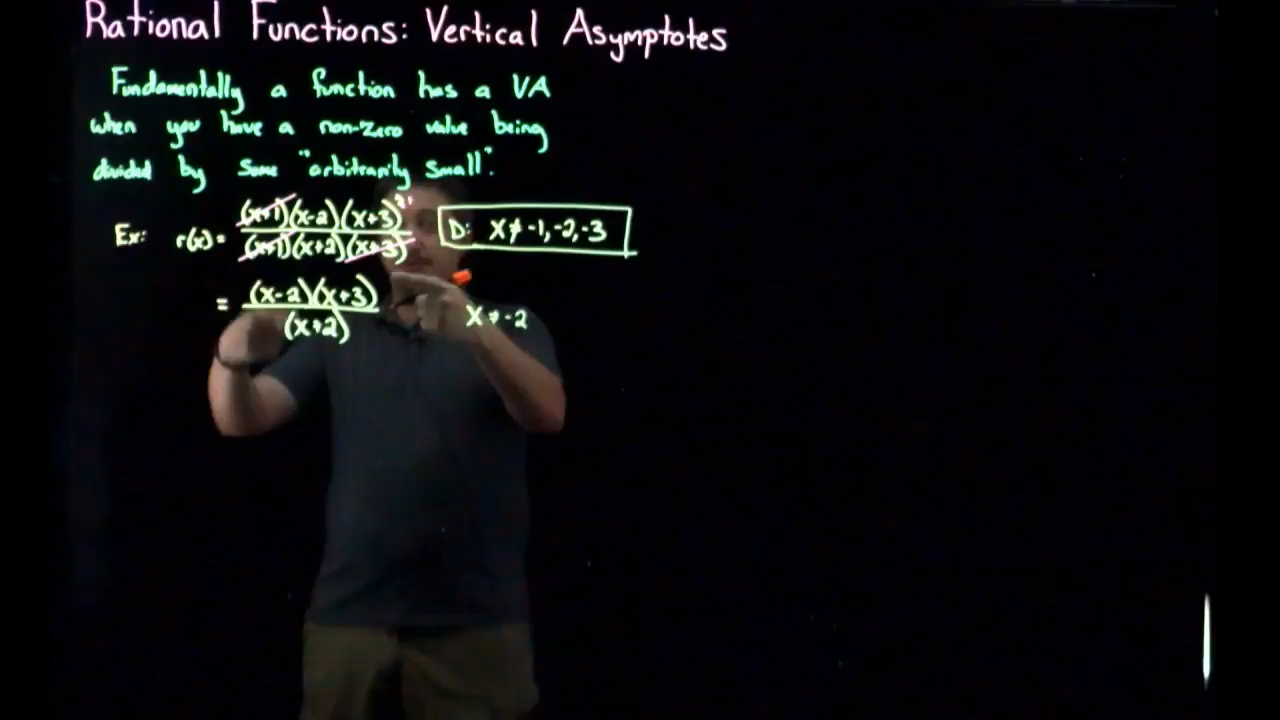 Rational Functions: Vertical Asymptotes
Fundamentally a function has a VA
when you have a non-zero value being
divided by some "arbitrarily small".
Ex: r(x) = (x+1)(x-2)(x+3)² / (x+1)(x+2)(x+3) D: x ≠ -1, -2, -3
= (x-2)(x+3) / (x+2) x ≠ -2